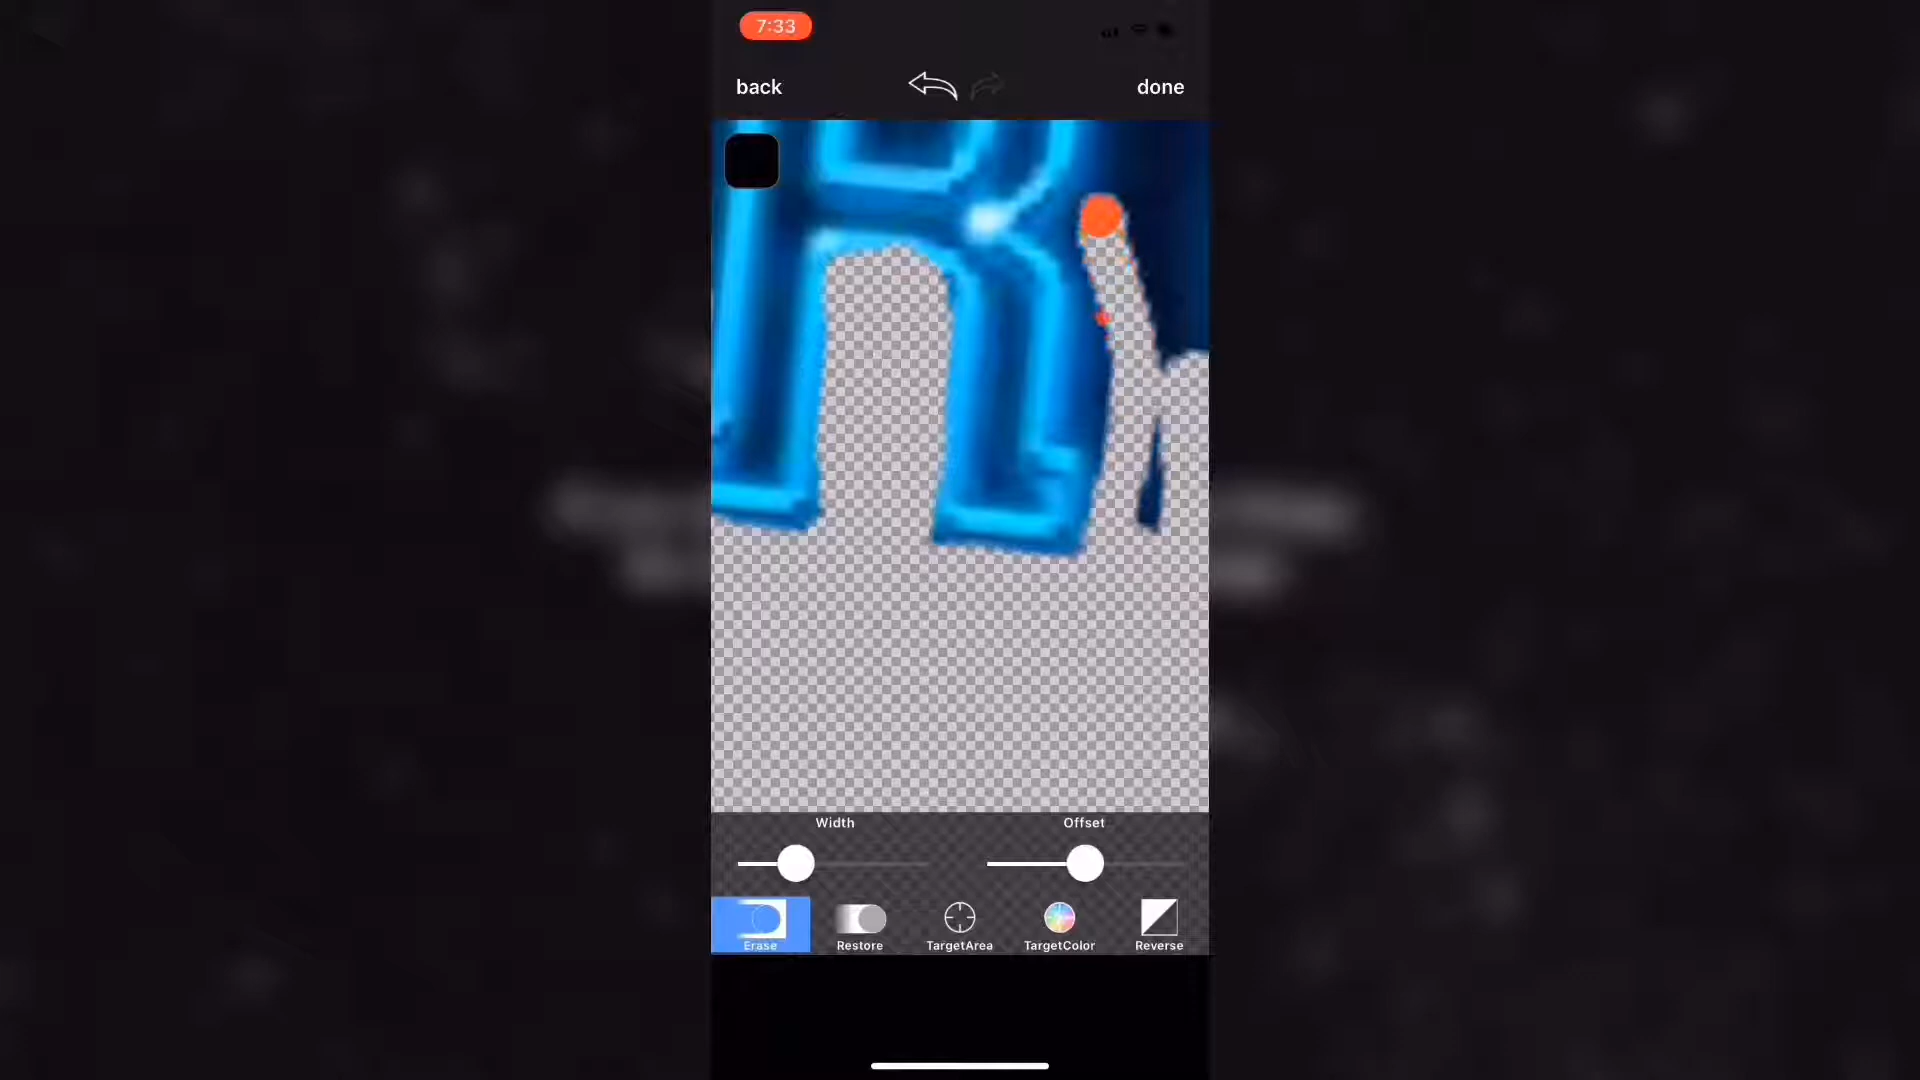 7:33
back
done
R
Width
Offset
Erase
Restore
TargetArea
TargetColor
Reverse